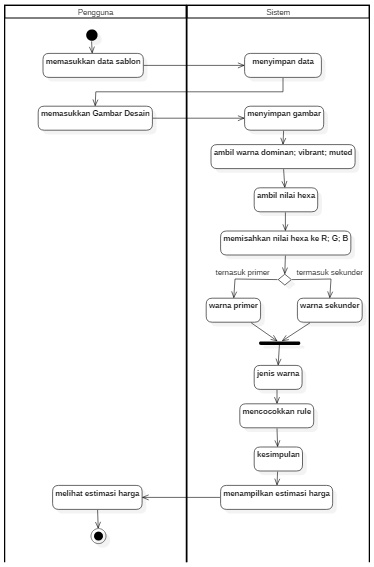 Pengguna
Sistem
memasukkan data sablon
menyimpan data
memasukkan Gambar Desain
menyimpan gambar
ambil warna dominan; vibrant; muted
ambil nilai hexa
memisahkan nilai hexa ke R; G; B
ternasuk primer
termasuk sekunder
warna primer
warna sekunder
jenis warna
mencocokkan rule
kesimpulan
melihat estimasi harga
menampilkan estimasi harga